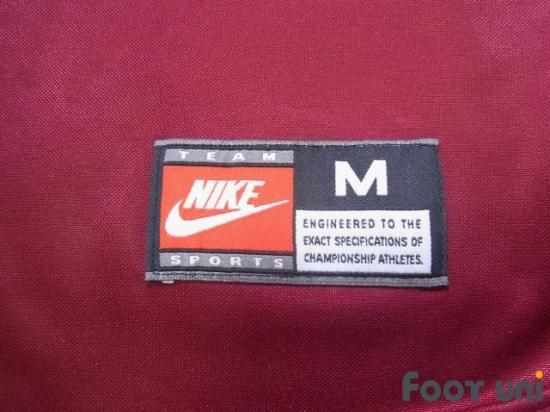 TEAM
NIKE
SPORTS
M
ENGINEERED TO THE
EXACT SPECIFICATIONS OF
CHAMPIONSHIP ATHLETES.
FOOT uni